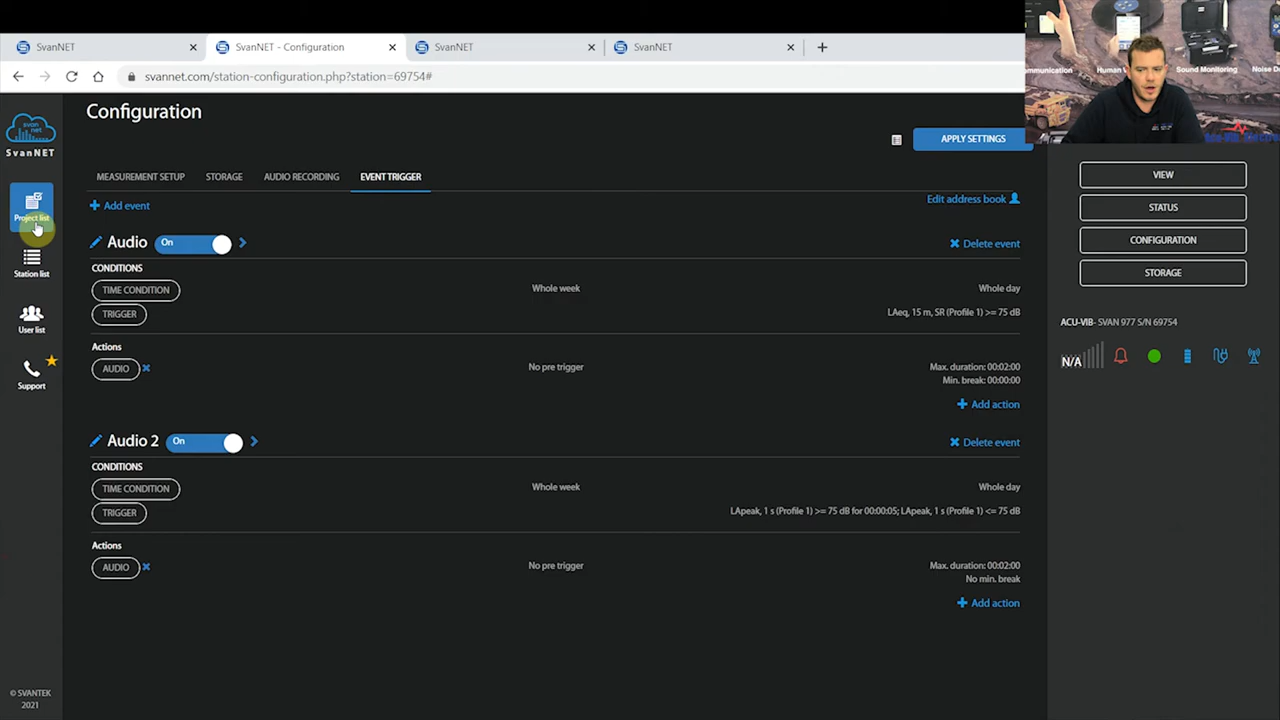 SvanNET
SvanNET - Configuration
SvanNET
SvanNET
svannet.com/station-configuration.php?station=69754#
Human
Sound Monitoring
svan
net
SvanNET
Project list
Station list
User list
Support
© SVANTEK
2021
Configuration
APPLY SETTINGS
MEASUREMENT SETUP STORAGE AUDIO RECORDING EVENT TRIGGER
Add event
Edit address book
Audio On
Delete event
CONDITIONS
TIME CONDITION Whole week Whole day
TRIGGER LAeq, 15 m, SR (Profile 1) >= 75 dB
Actions
AUDIO No pre trigger Max. duration: 00:02:00
Min. break: 00:00:00
Add action
Audio 2 On
Delete event
CONDITIONS
TIME CONDITION Whole week Whole day
TRIGGER LApeak, 1 s (Profile 1) >= 75 dB for 00:00:05; LApeak, 1 s (Profile 1) <= 75 dB
Actions
AUDIO No pre trigger Max. duration: 00:02:00
No min. break
Add action
VIEW
STATUS
CONFIGURATION
STORAGE
ACU-VIB- SVAN 977 S/N 69754
N/A